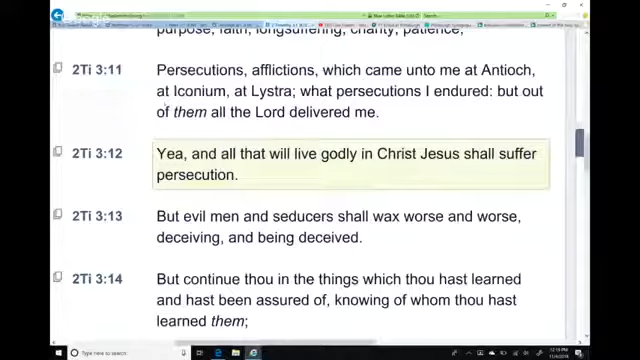 Blue Letter Bible
purpose, faith, longsuffering, charity, patience,
2Ti 3:11 Persecutions, afflictions, which came unto me at Antioch,
at Iconium, at Lystra; what persecutions I endured: but out
of them all the Lord delivered me.
2Ti 3:12 Yea, and all that will live godly in Christ Jesus shall suffer
persecution.
2Ti 3:13 But evil men and seducers shall wax worse and worse,
deceiving, and being deceived.
2Ti 3:14 But continue thou in the things which thou hast learned
and hast been assured of, knowing of whom thou hast
learned them;
Type here to search